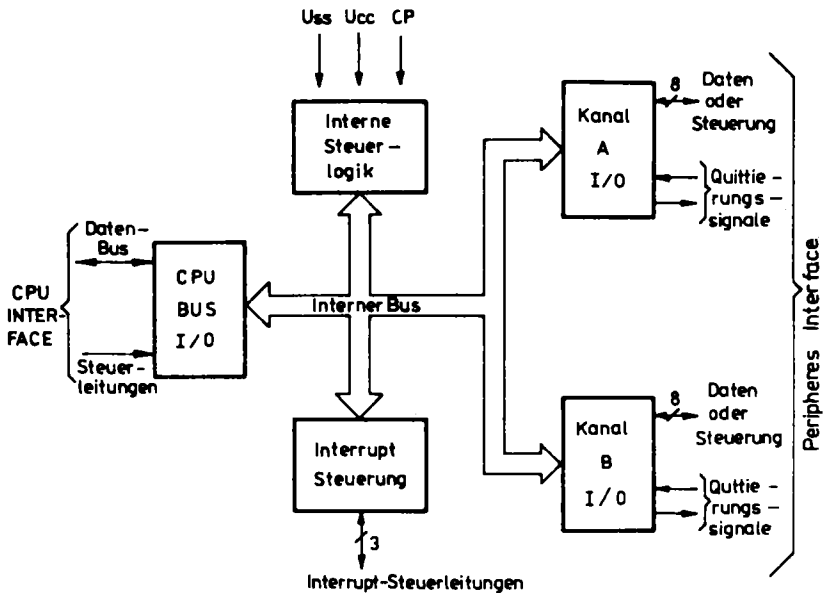 Uss Ucc CP
Interne
Steuer-
logik
Daten-
Bus
CPU
INTER-
FACE
Steuer-
leitungen
CPU
BUS
I/O
Interner Bus
Interrupt
Steuerung
3
Interrupt-Steuerleitungen
Kanal
A
I/O
8
Daten
oder
Steuerung
Quittie-
rungs-
signale
Kanal
B
I/O
8
Daten
oder
Steuerung
Quttie-
rungs-
signale
Peripheres Interface